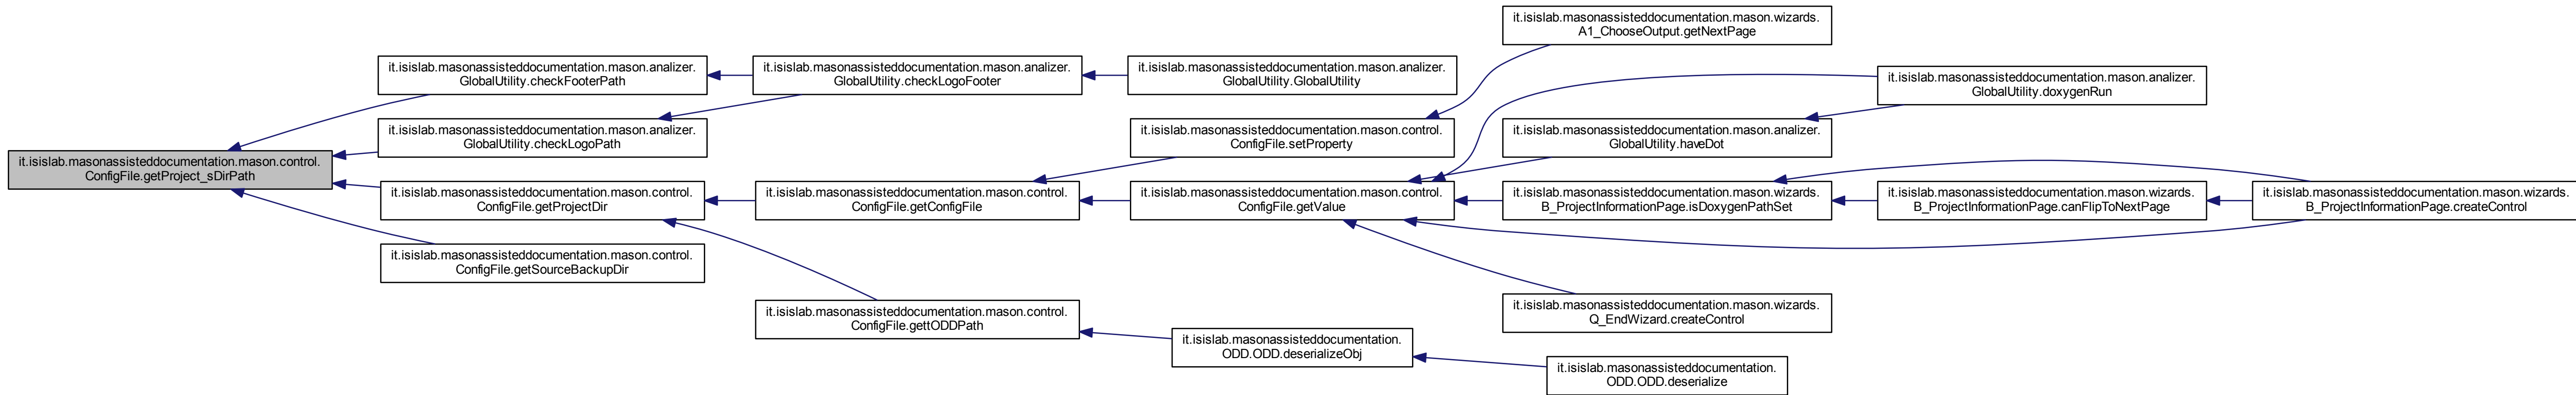 it.isislab.masonassisteddocumentation.mason.control.
ConfigFile.getProject_sDirPath
it.isislab.masonassisteddocumentation.mason.analizer.
GlobalUtility.checkFooterPath
it.isislab.masonassisteddocumentation.mason.analizer.
GlobalUtility.checkLogoPath
it.isislab.masonassisteddocumentation.mason.control.
ConfigFile.getProjectDir
it.isislab.masonassisteddocumentation.mason.control.
ConfigFile.getSourceBackupDir
it.isislab.masonassisteddocumentation.mason.analizer.
GlobalUtility.checkLogoFooter
it.isislab.masonassisteddocumentation.mason.control.
ConfigFile.getConfigFile
it.isislab.masonassisteddocumentation.mason.control.
ConfigFile.gettODDPath
it.isislab.masonassisteddocumentation.mason.analizer.
GlobalUtility.GlobalUtility
it.isislab.masonassisteddocumentation.mason.control.
ConfigFile.setProperty
it.isislab.masonassisteddocumentation.mason.control.
ConfigFile.getValue
it.isislab.masonassisteddocumentation.
ODD.ODD.deserializeObj
it.isislab.masonassisteddocumentation.mason.wizards.
A1_ChooseOutput.getNextPage
it.isislab.masonassisteddocumentation.mason.analizer.
GlobalUtility.haveDot
it.isislab.masonassisteddocumentation.mason.wizards.
B_ProjectInformationPage.isDoxygenPathSet
it.isislab.masonassisteddocumentation.mason.wizards.
Q_EndWizard.createControl
it.isislab.masonassisteddocumentation.
ODD.ODD.deserialize
it.isislab.masonassisteddocumentation.mason.analizer.
GlobalUtility.doxygenRun
it.isislab.masonassisteddocumentation.mason.wizards.
B_ProjectInformationPage.canFlipToNextPage
it.isislab.masonassisteddocumentation.mason.wizards.
B_ProjectInformationPage.createControl